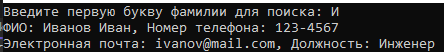 Введите первую букву фамилии для поиска: И
ФИО: Иванов Иван, Номер телефона: 123-4567
Электронная почта: ivanov@mail.com, Должность: Инженер